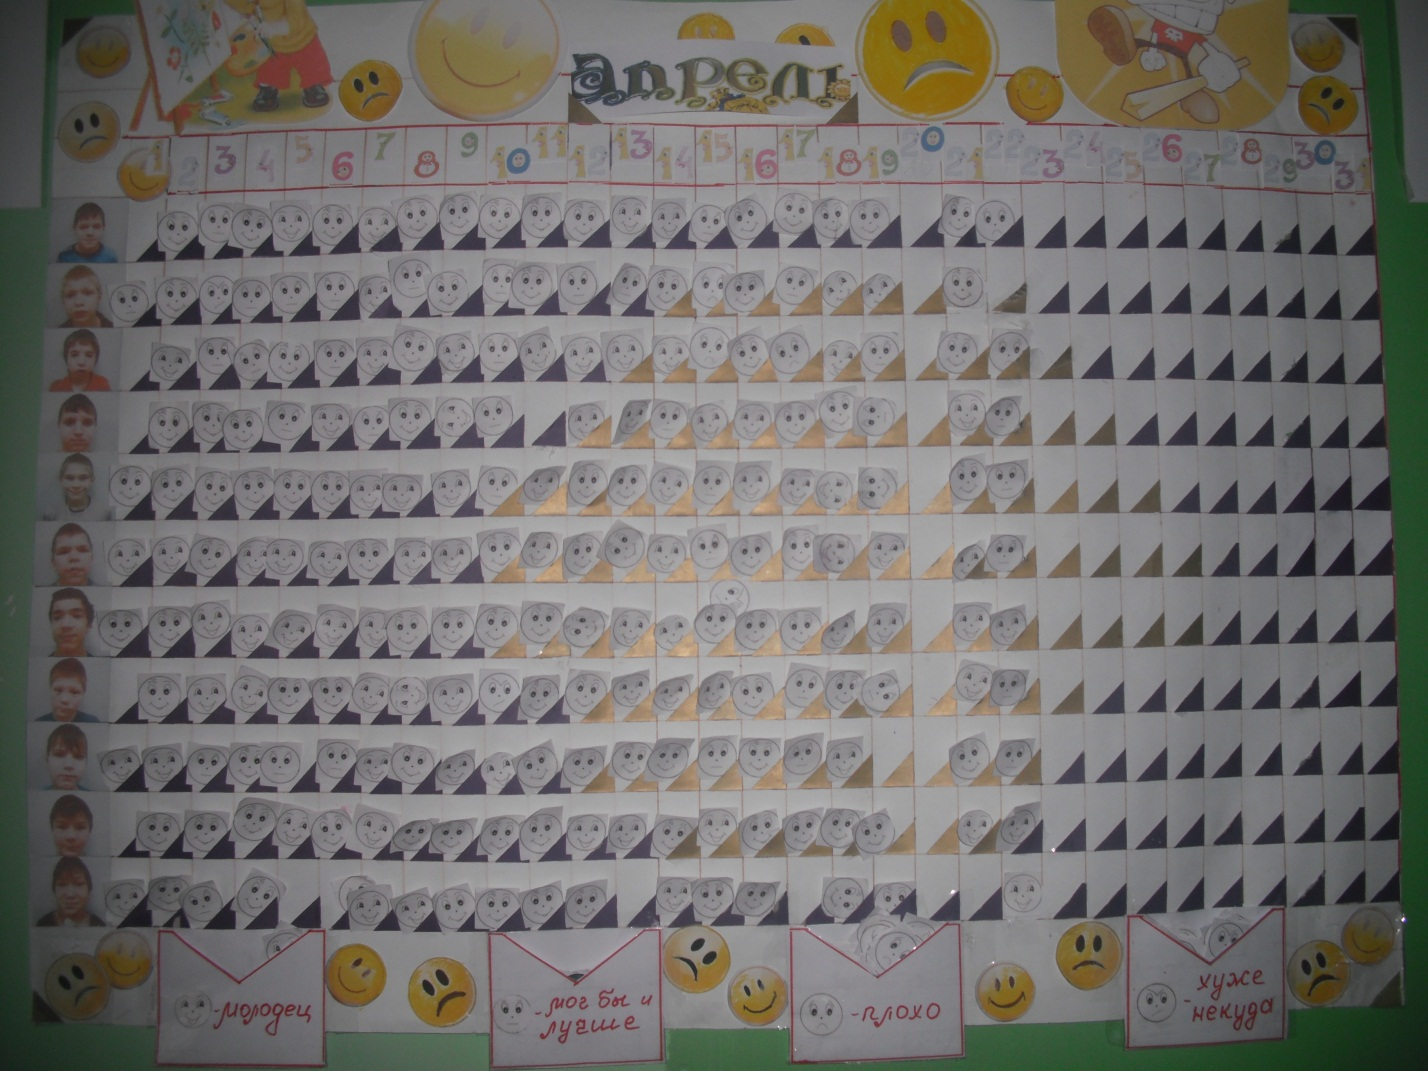 апрель
1 2 3 4 5 6 7 8 9 10 11 12 13 14 15 16 17 18 19 20 21 22 23 24 25 26 27 28 29 30 31
-молодец
-мог бы и
лучше
-плохо
-хуже
некуда